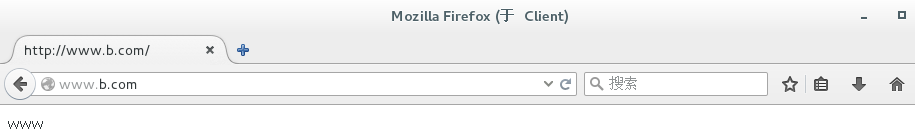 Mozilla Firefox (于 Client)
http://www.b.com/
www.b.com
搜索
www